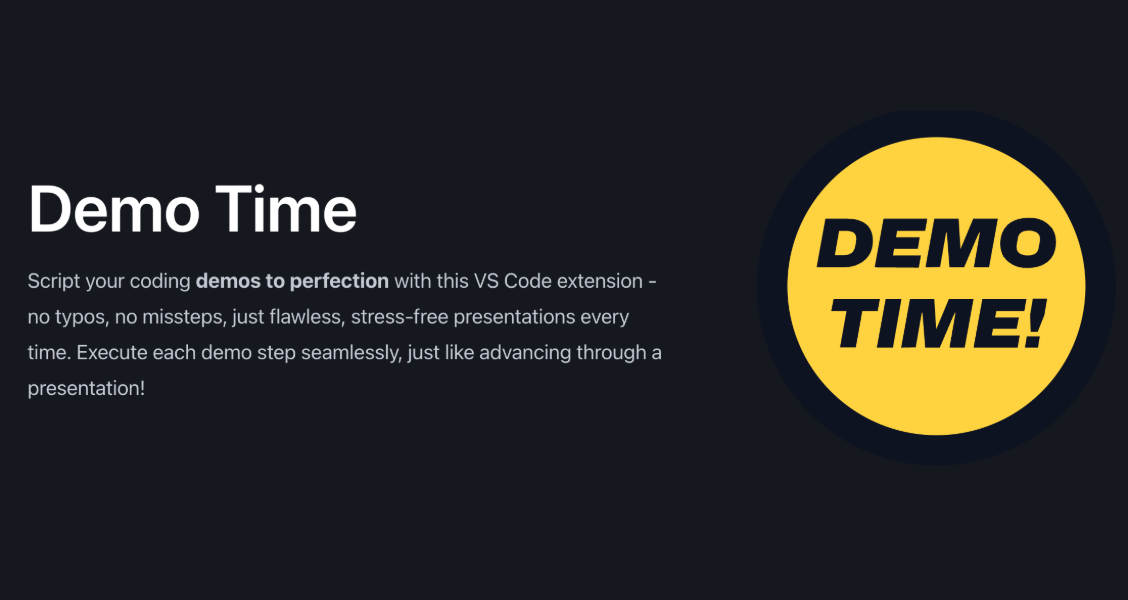 Demo Time
Script your coding demos to perfection with this VS Code extension -
no typos, no missteps, just flawless, stress-free presentations every
time. Execute each demo step seamlessly, just like advancing through a
presentation!
DEMO
TIME!